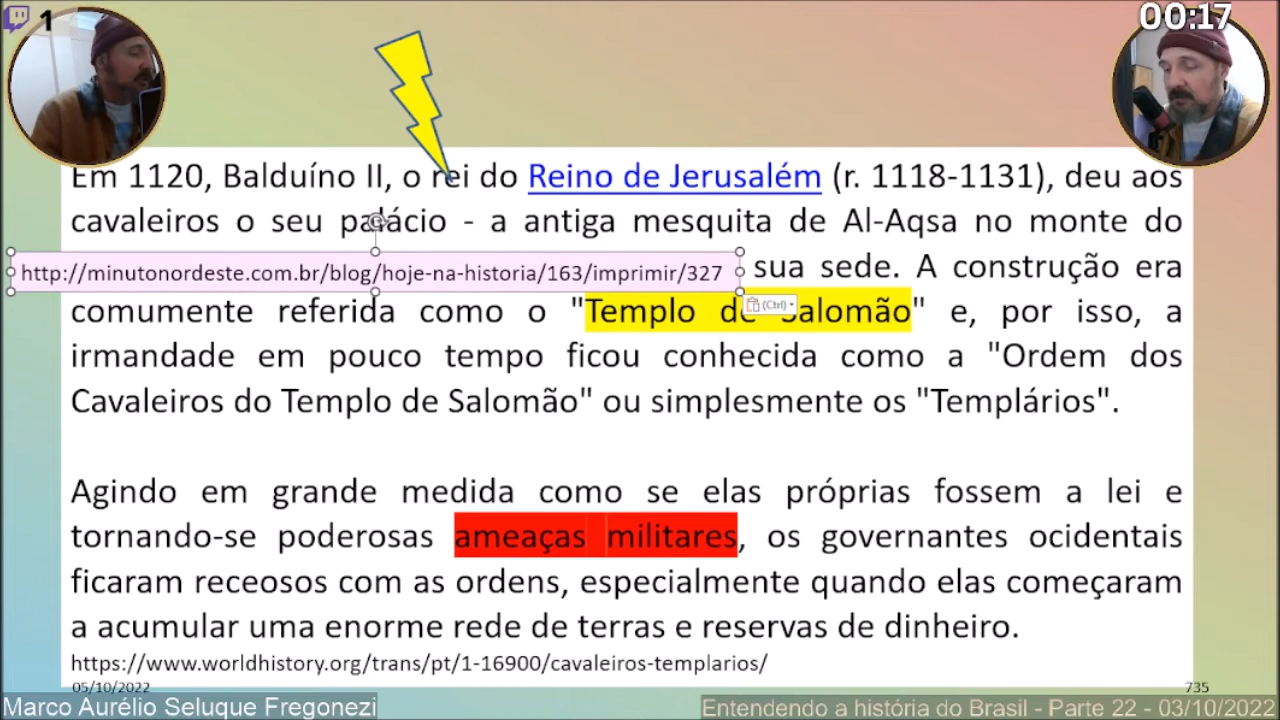 1
00:17
Em 1120, Balduíno II, o rei do Reino de Jerusalém (r. 1118-1131), deu aos
cavaleiros o seu palácio - a antiga mesquita de Al-Aqsa no monte do
http://minutonordeste.com.br/blog/hoje-na-historia/163/imprimir/327
sua sede. A construção era
(Ctrl)
comumente referida como o "Templo de Salomão" e, por isso, a
irmandade em pouco tempo ficou conhecida como a "Ordem dos
Cavaleiros do Templo de Salomão" ou simplesmente os "Templários".
Agindo em grande medida como se elas próprias fossem a lei e
tornando-se poderosas ameaças militares, os governantes ocidentais
ficaram receosos com as ordens, especialmente quando elas começaram
a acumular uma enorme rede de terras e reservas de dinheiro.
https://www.worldhistory.org/trans/pt/1-16900/cavaleiros-templarios/
05/10/2022
735
Marco Aurélio Seluque Fregonezi
Entendendo a história do Brasil - Parte 22 - 03/10/2022